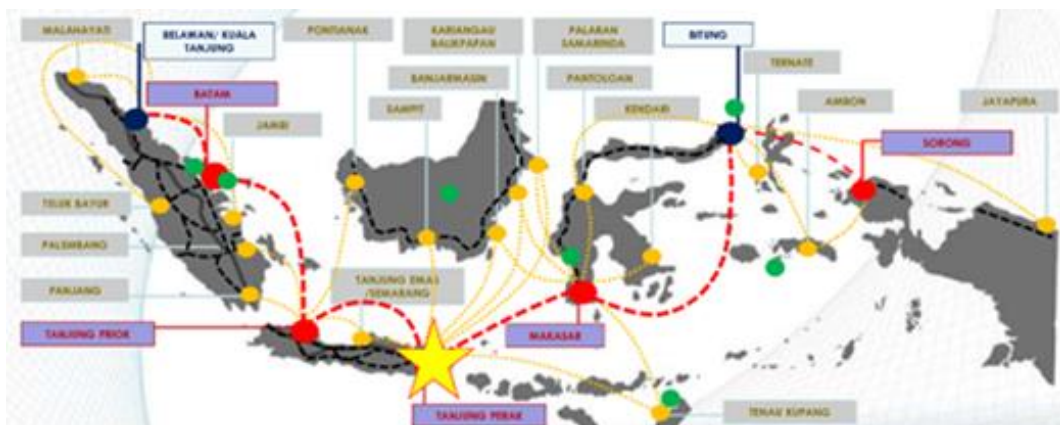 MALAHAYATI
BELAWAN/ KUALA
TANJUNG
PONTIANAK
KARIANGAU
BALIKPAPAN
PALARAN
SAMARINDA
BITUNG
TERNATE
BATAM
BANJARMASIN
PANTOLOAN
AMBON
JAYAPURA
JAMBI
SAMPIT
KENDARI
SORONG
TELUK BAYUR
PALEMBANG
PANJANG
TANJUNG EMAS
/SEMARANG
TANJUNG PRIOK
MAKASAR
TANJUNG PERAK
TENAU KUPANG